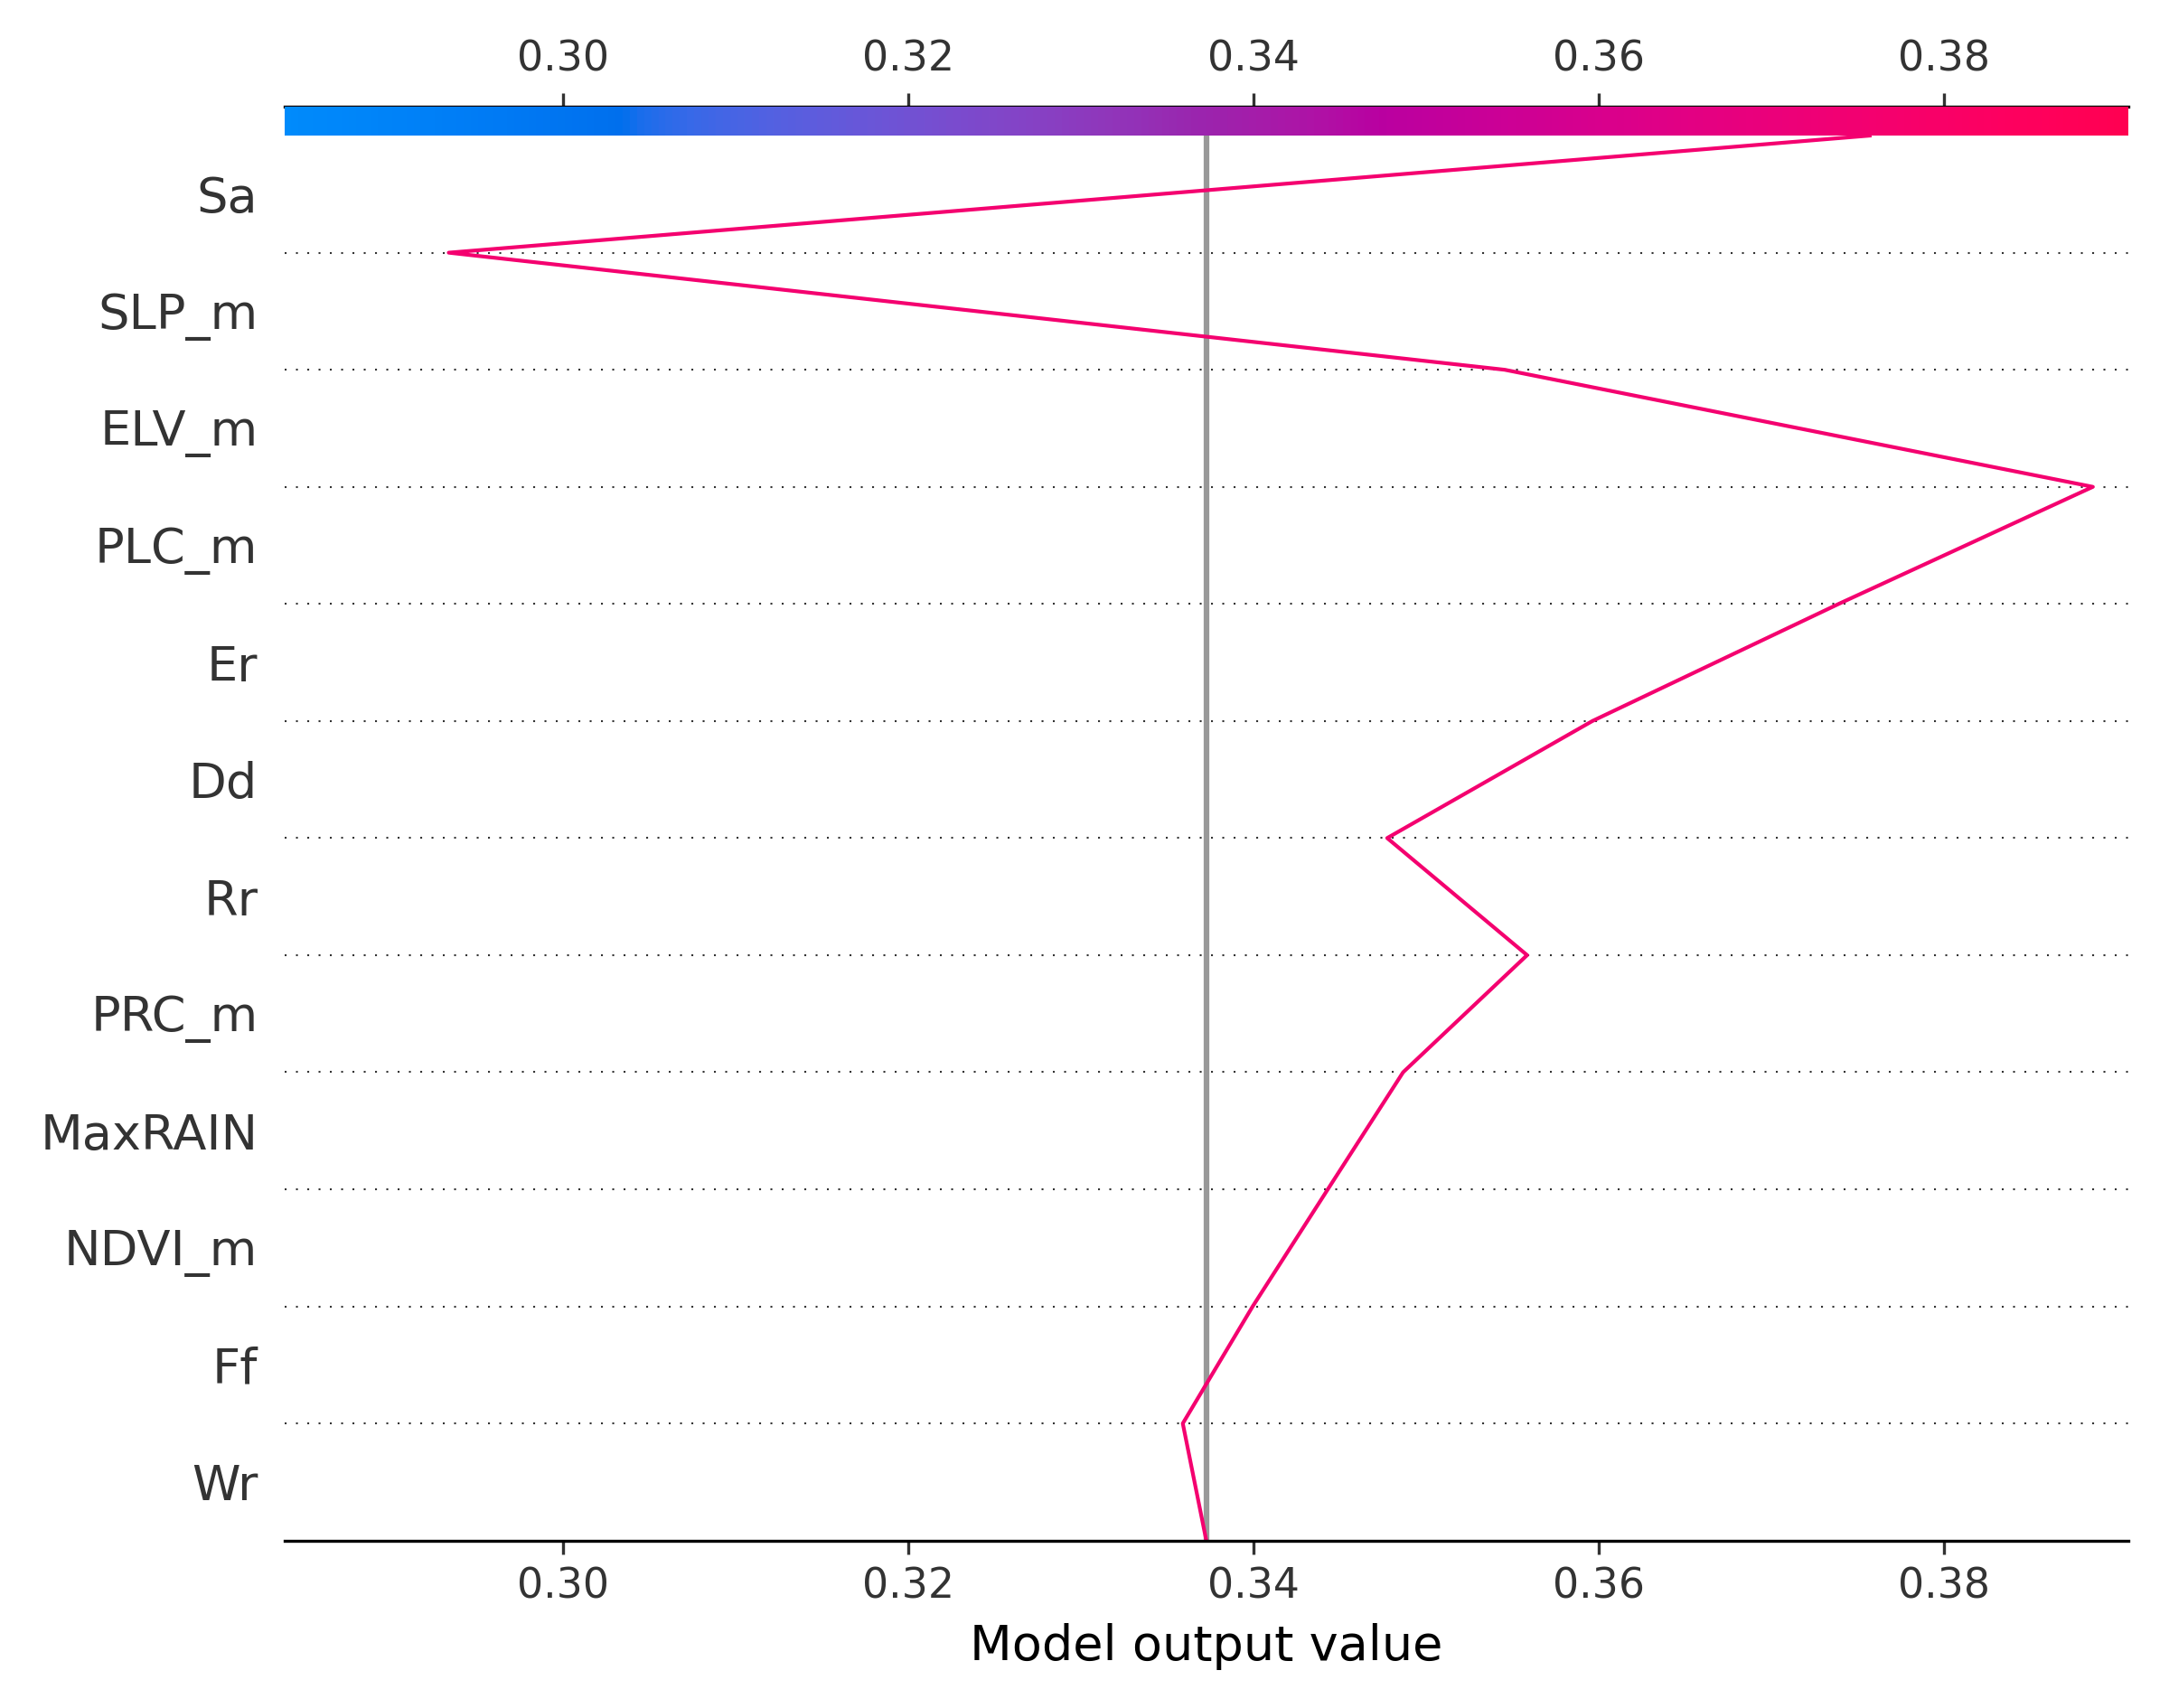 0.30 0.32 0.34 0.36 0.38
Sa
SLP_m
ELV_m
PLC_m
Er
Dd
Rr
PRC_m
MaxRAIN
NDVI_m
Ff
Wr
0.30 0.32 0.34 0.36 0.38
Model output value